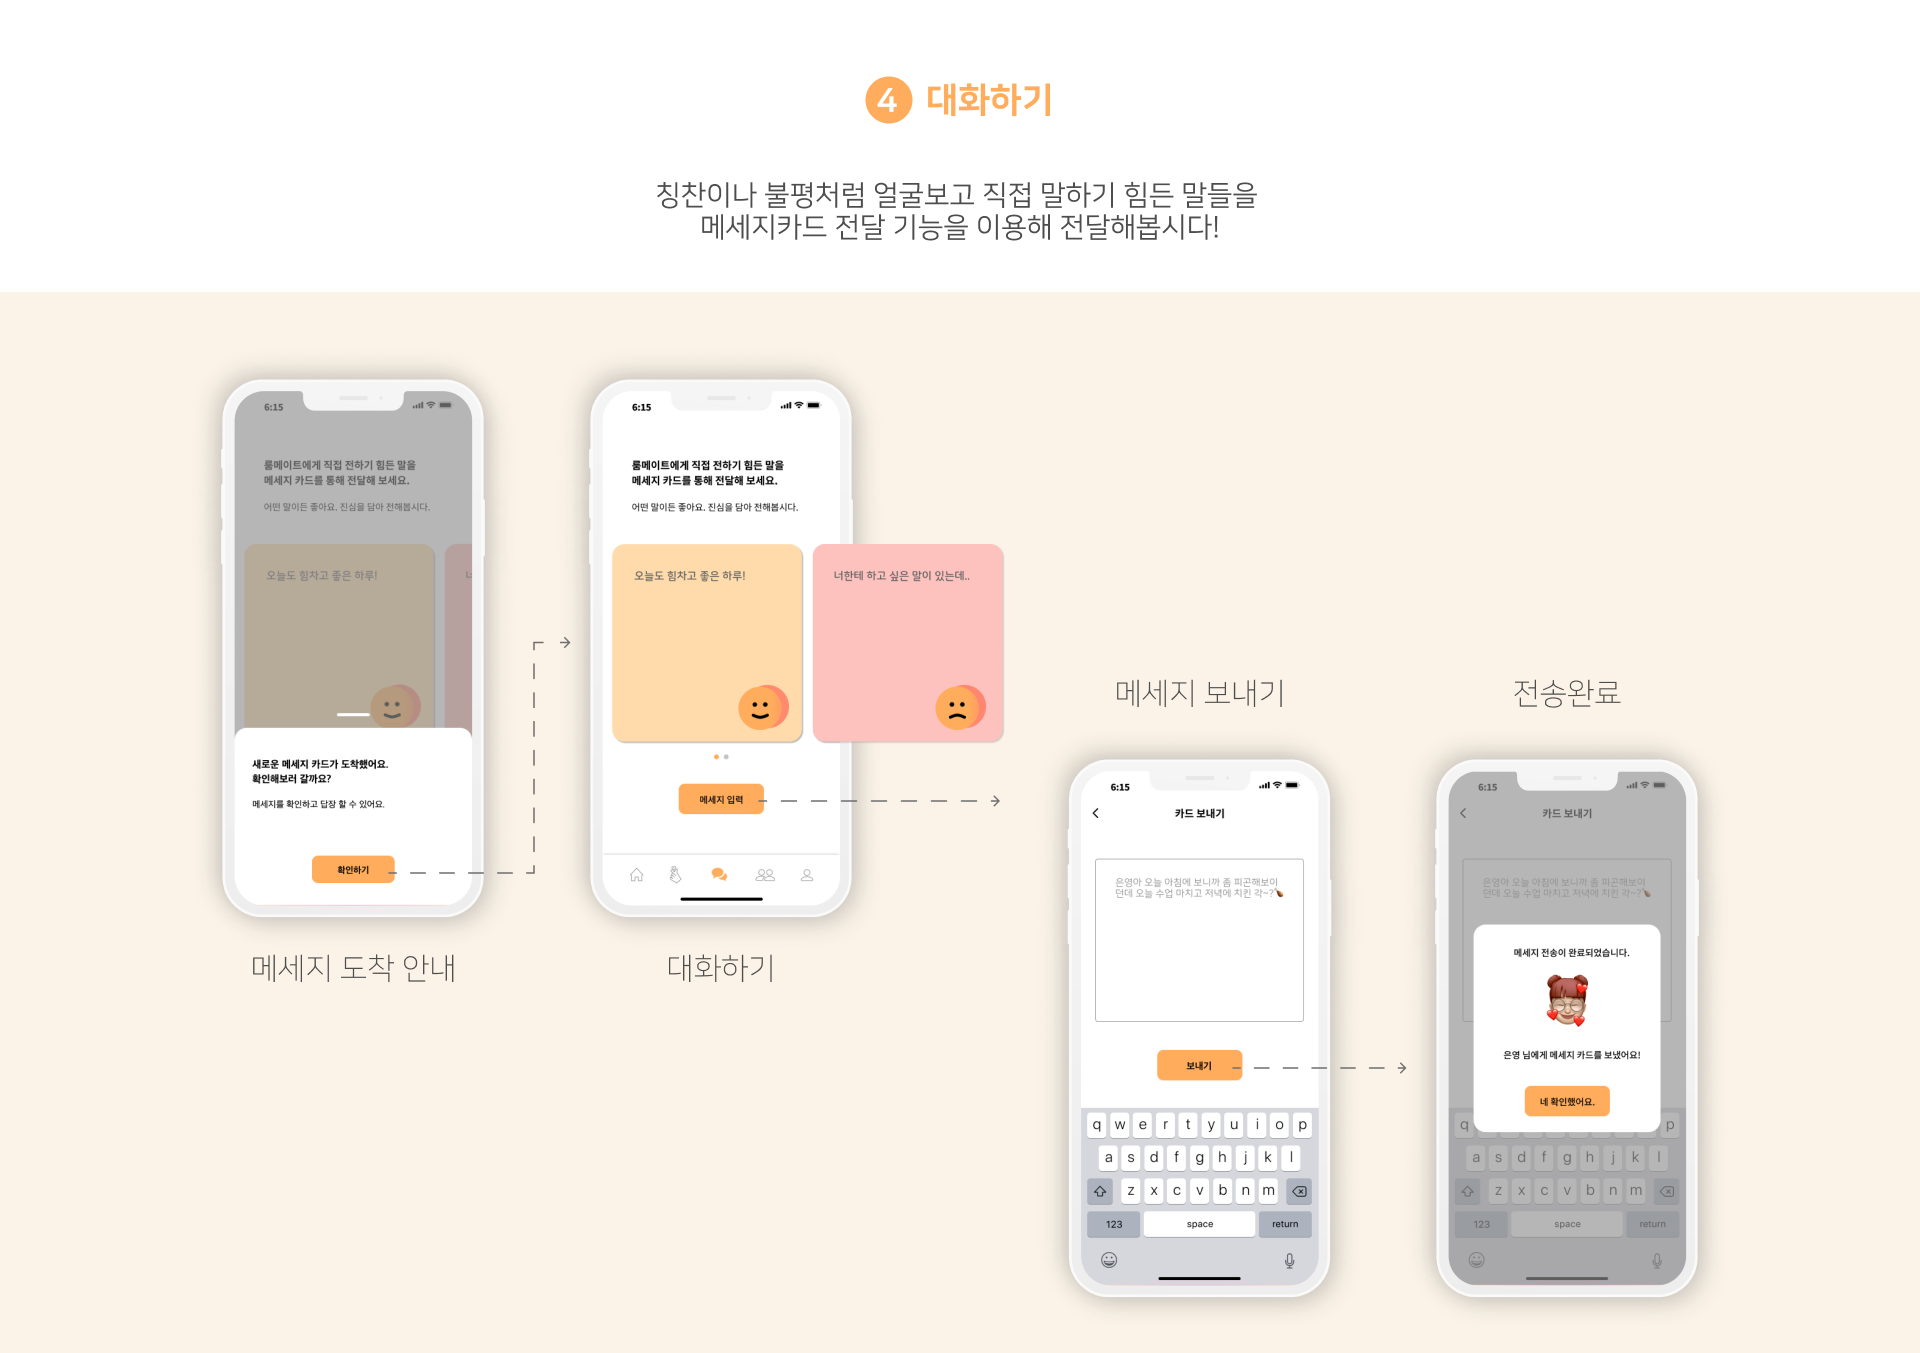 4 대화하기
칭찬이나 불평처럼 얼굴보고 직접 말하기 힘든 말들을
메세지카드 전달 기능을 이용해 전달해봅시다!
6:15
룸메이트에게 직접 전하기 힘든 말을
메세지 카드를 통해 전달해 보세요.
어떤 말이든 좋아요. 진심을 담아 전해봅시다.
오늘도 힘차고 좋은 하루!
새로운 메세지 카드가 도착했어요.
확인해보러 갈까요?
메세지를 확인하고 답장 할 수 있어요.
확인하기
메세지 도착 안내
6:15
룸메이트에게 직접 전하기 힘든 말을
메세지 카드를 통해 전달해 보세요.
어떤 말이든 좋아요. 진심을 담아 전해봅시다.
오늘도 힘차고 좋은 하루!
너한테 하고 싶은 말이 있는데..
메세지 입력
대화하기
메세지 보내기
6:15
카드 보내기
은영아 오늘 아침에 보니까 좀 피곤해보이
던데 오늘 수업 마치고 저녁에 치킨 각~?🍗
보내기
q w e r t y u i o p
a s d f g h j k l
z x c v b n m
123 space return
전송완료
6:15
카드 보내기
은영아 오늘 아침에 보니까 좀 피곤해보이
던데 오늘 수업 마치고 저녁에 치킨 각~?🍗
메세지 전송이 완료되었습니다.
은영 님에게 메세지 카드를 보냈어요!
네 확인했어요.
q p
a s d f g h j k l
z x c v b n m
123 space return